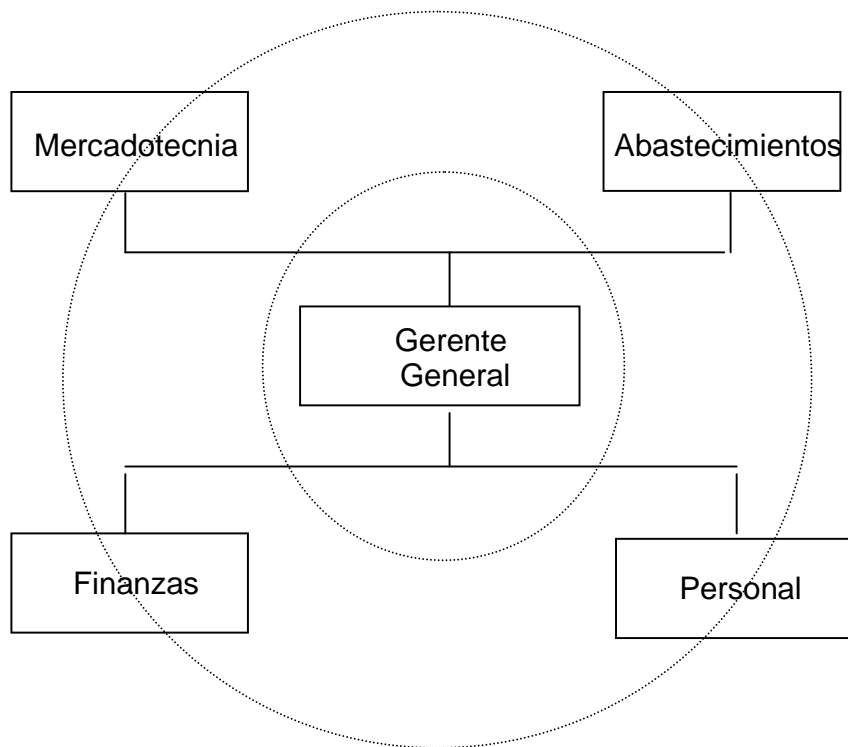 Mercadotecnia
Abastecimientos
Gerente
General
Finanzas
Personal